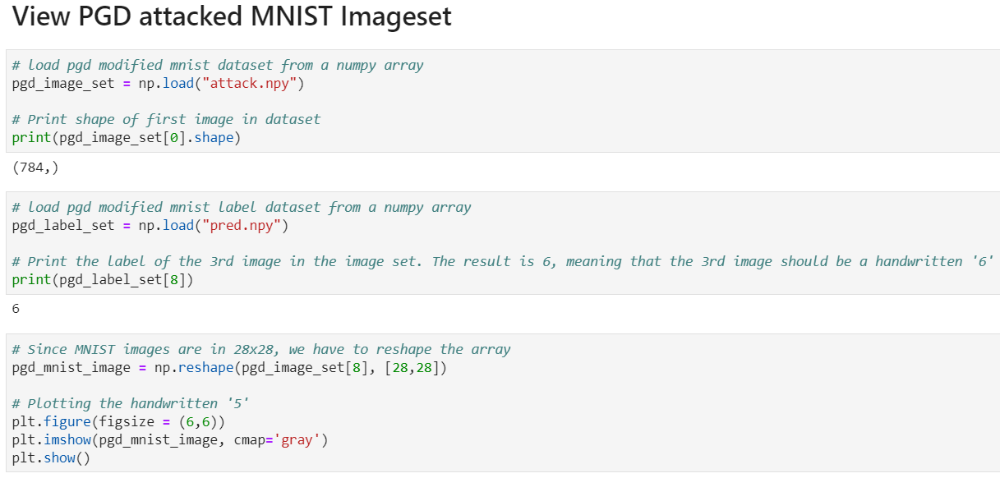 View PGD attacked MNIST Imageset
# load pgd modified mnist dataset from a numpy array
pgd_image_set = np.load("attack.npy")
# Print shape of first image in dataset
print(pgd_image_set[0].shape)
(784,)
# load pgd modified mnist label dataset from a numpy array
pgd_label_set = np.load("pred.npy")
# Print the label of the 3rd image in the image set. The result is 6, meaning that the 3rd image should be a handwritten '6'
print(pgd_label_set[8])
6
# Since MNIST images are in 28x28, we have to reshape the array
pgd_mnist_image = np.reshape(pgd_image_set[8], [28,28])
# Plotting the handwritten '5'
plt.figure(figsize = (6,6))
plt.imshow(pgd_mnist_image, cmap='gray')
plt.show()